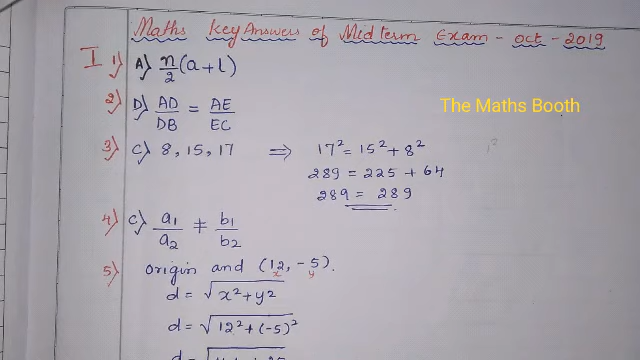 Maths Key Answers of Midterm Exam - Oct - 2019
I 1) A) n/2 (a + l)
The Maths Booth
2) D) AD/DB = AE/EC
3) C) 8, 15, 17 ⇒ 17² = 15² + 8²
289 = 225 + 64
289 = 289
4) C) a₁/a₂ ≠ b₁/b₂
5) Origin and (12, -5).
x y
d = √x² + y²
d = √12² + (-5)²